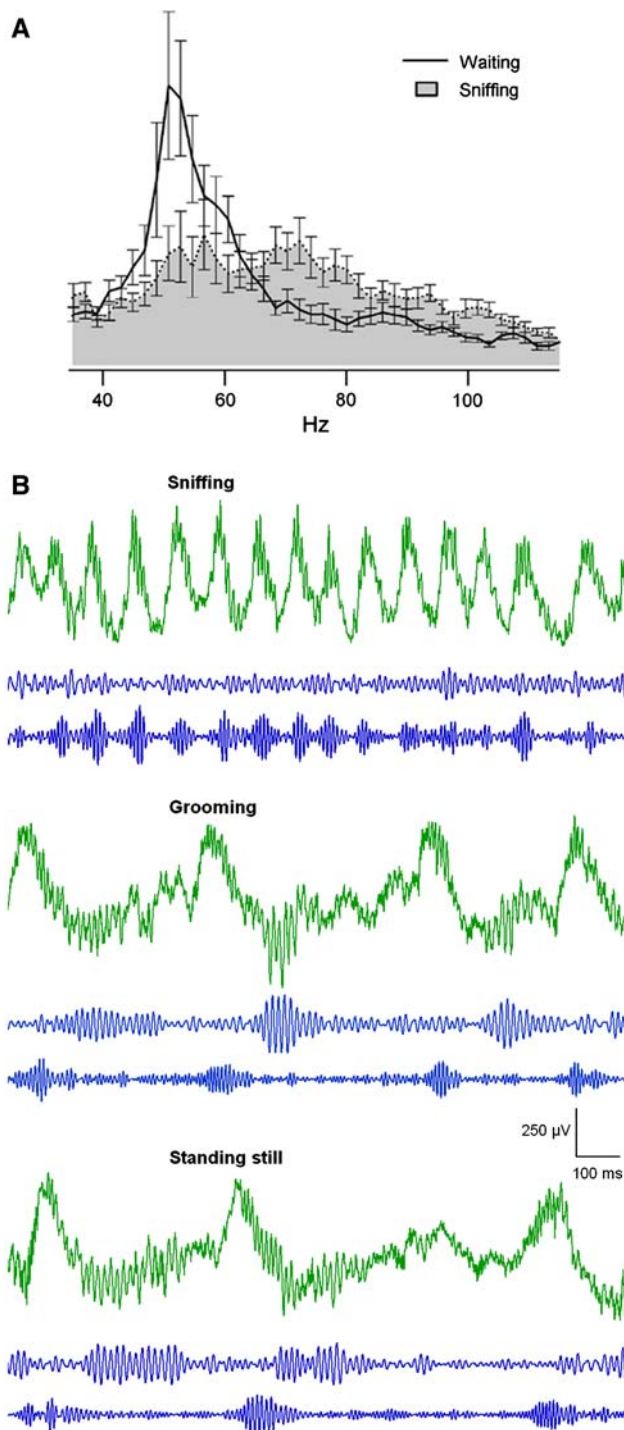 A
Waiting
Sniffing
40 60 80 100
Hz
B
Sniffing
Grooming
250 µV
100 ms
Standing still